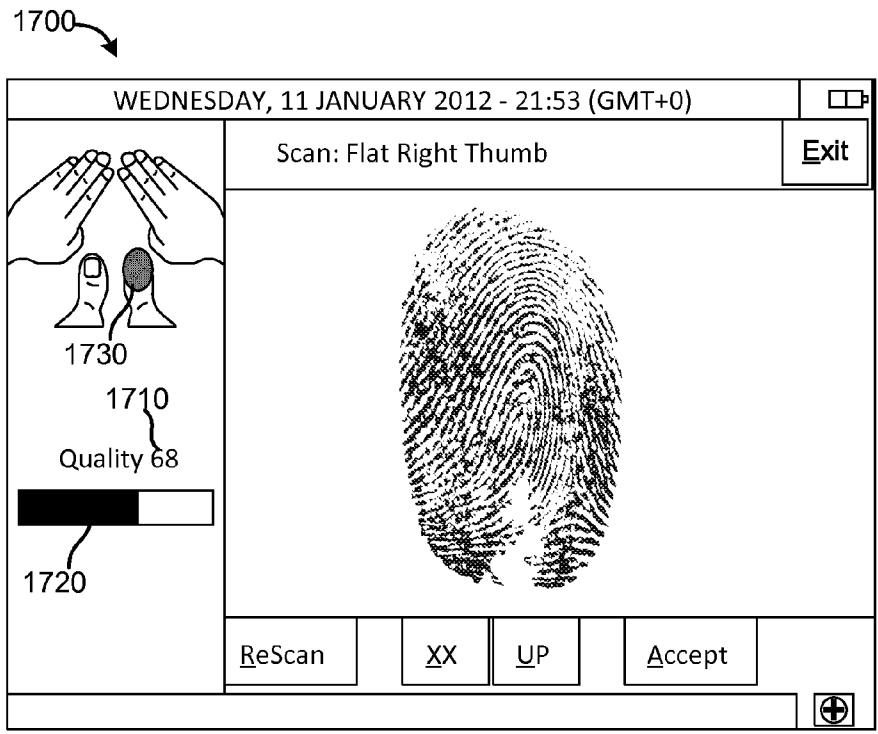 1700
WEDNESDAY, 11 JANUARY 2012 - 21:53 (GMT+0)
Scan: Flat Right Thumb
Exit
1730
1710
Quality 68
1720
ReScan
XX
UP
Accept